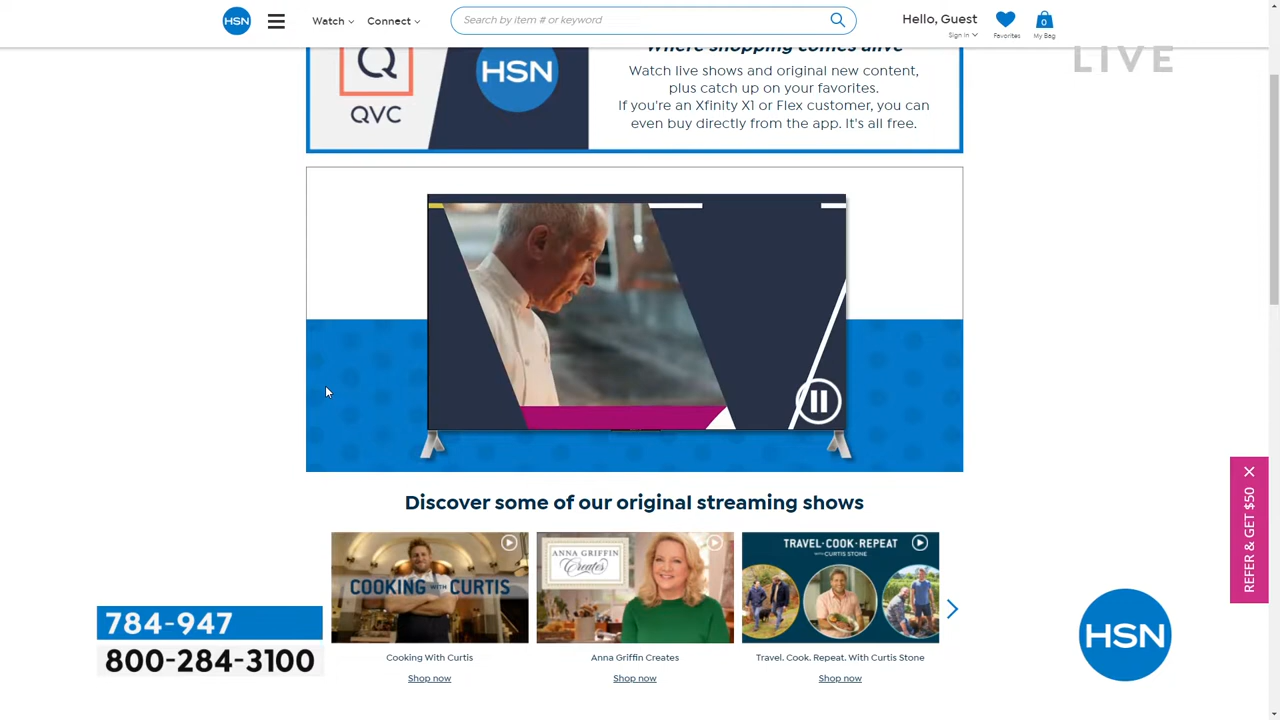 HSN
Watch
Connect
Search by item # or keyword
Hello, Guest
Sign in
Favorites
0
My Bag
LIVE
Where shopping comes alive
Watch live shows and original new content,
plus catch up on your favorites.
If you're an Xfinity X1 or Flex customer, you can
even buy directly from the app. It's all free.
Q
QVC
HSN
Discover some of our original streaming shows
COOKING WITH CURTIS
ANNA GRIFFIN
Creates
TRAVEL·COOK·REPEAT
WITH CURTIS STONE
Cooking With Curtis
Anna Griffin Creates
Travel. Cook. Repeat. With Curtis Stone
Shop now
Shop now
Shop now
REFER & GET $50
784-947
800-284-3100
HSN